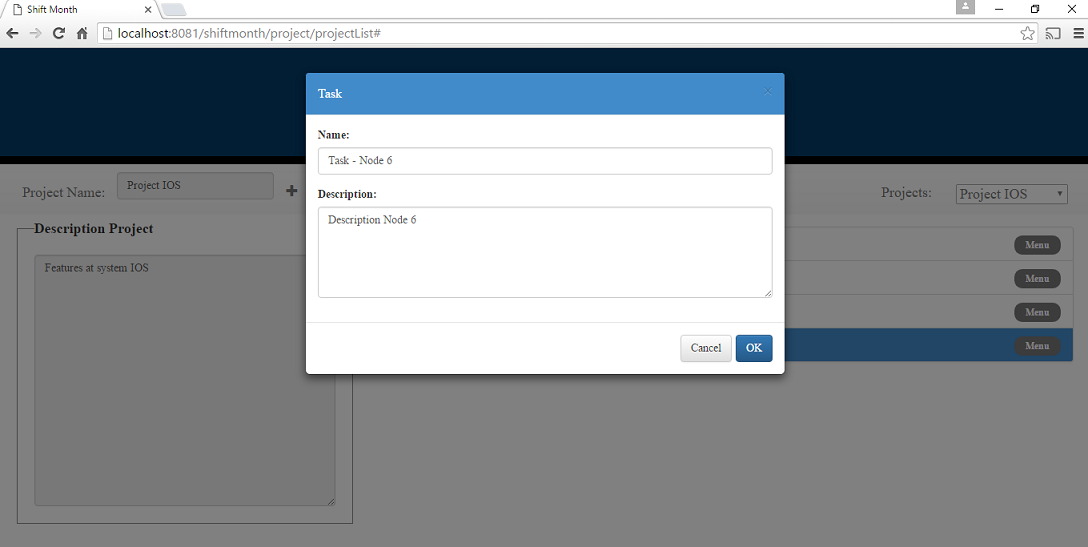 Shift Month
localhost:8081/shiftmonth/project/projectList#
Task
Name:
Task - Node 6
Description:
Description Node 6
Cancel
OK
Project Name:
Project IOS
Projects:
Project IOS
Description Project
Features at system IOS
Menu
Menu
Menu
Menu